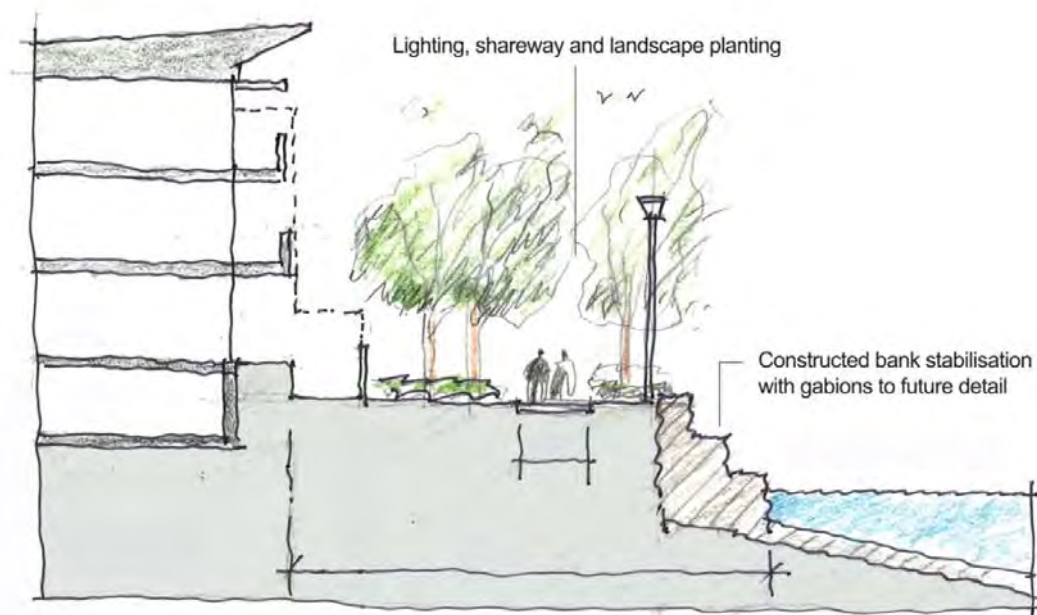 Lighting, shareway and landscape planting
Constructed bank stabilisation
with gabions to future detail